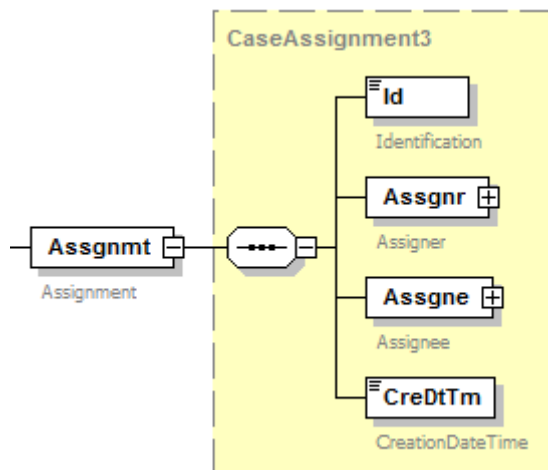 CaseAssignment3
Id
Identification
Assgnr
Assigner
Assgnmt
Assignment
Assgne
Assignee
CreDtTm
CreationDateTime